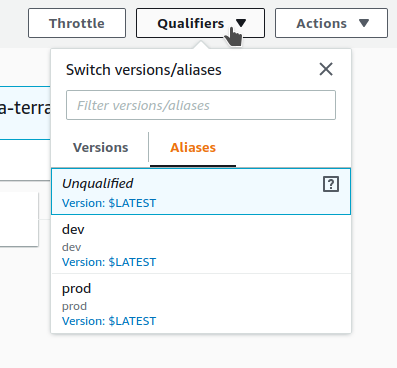 Throttle
Qualifiers
Actions
Switch versions/aliases
a-terra
Filter versions/aliases
Versions
Aliases
Unqualified
Version: $LATEST
dev
dev
Version: $LATEST
prod
prod
Version: $LATEST